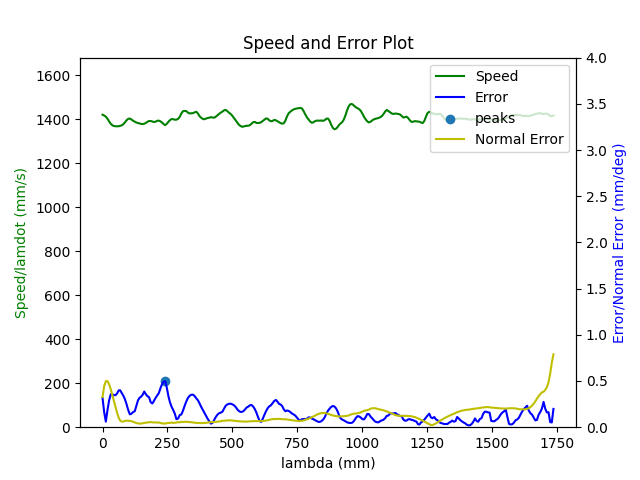 Speed and Error Plot
Speed
Error
peaks
Normal Error
Speed/lamdot (mm/s)
1600
1400
1200
1000
800
600
400
200
0
4.0
3.5
3.0
2.5
2.0
1.5
1.0
0.5
0.0
Error/Normal Error (mm/deg)
0 250 500 750 1000 1250 1500 1750
lambda (mm)